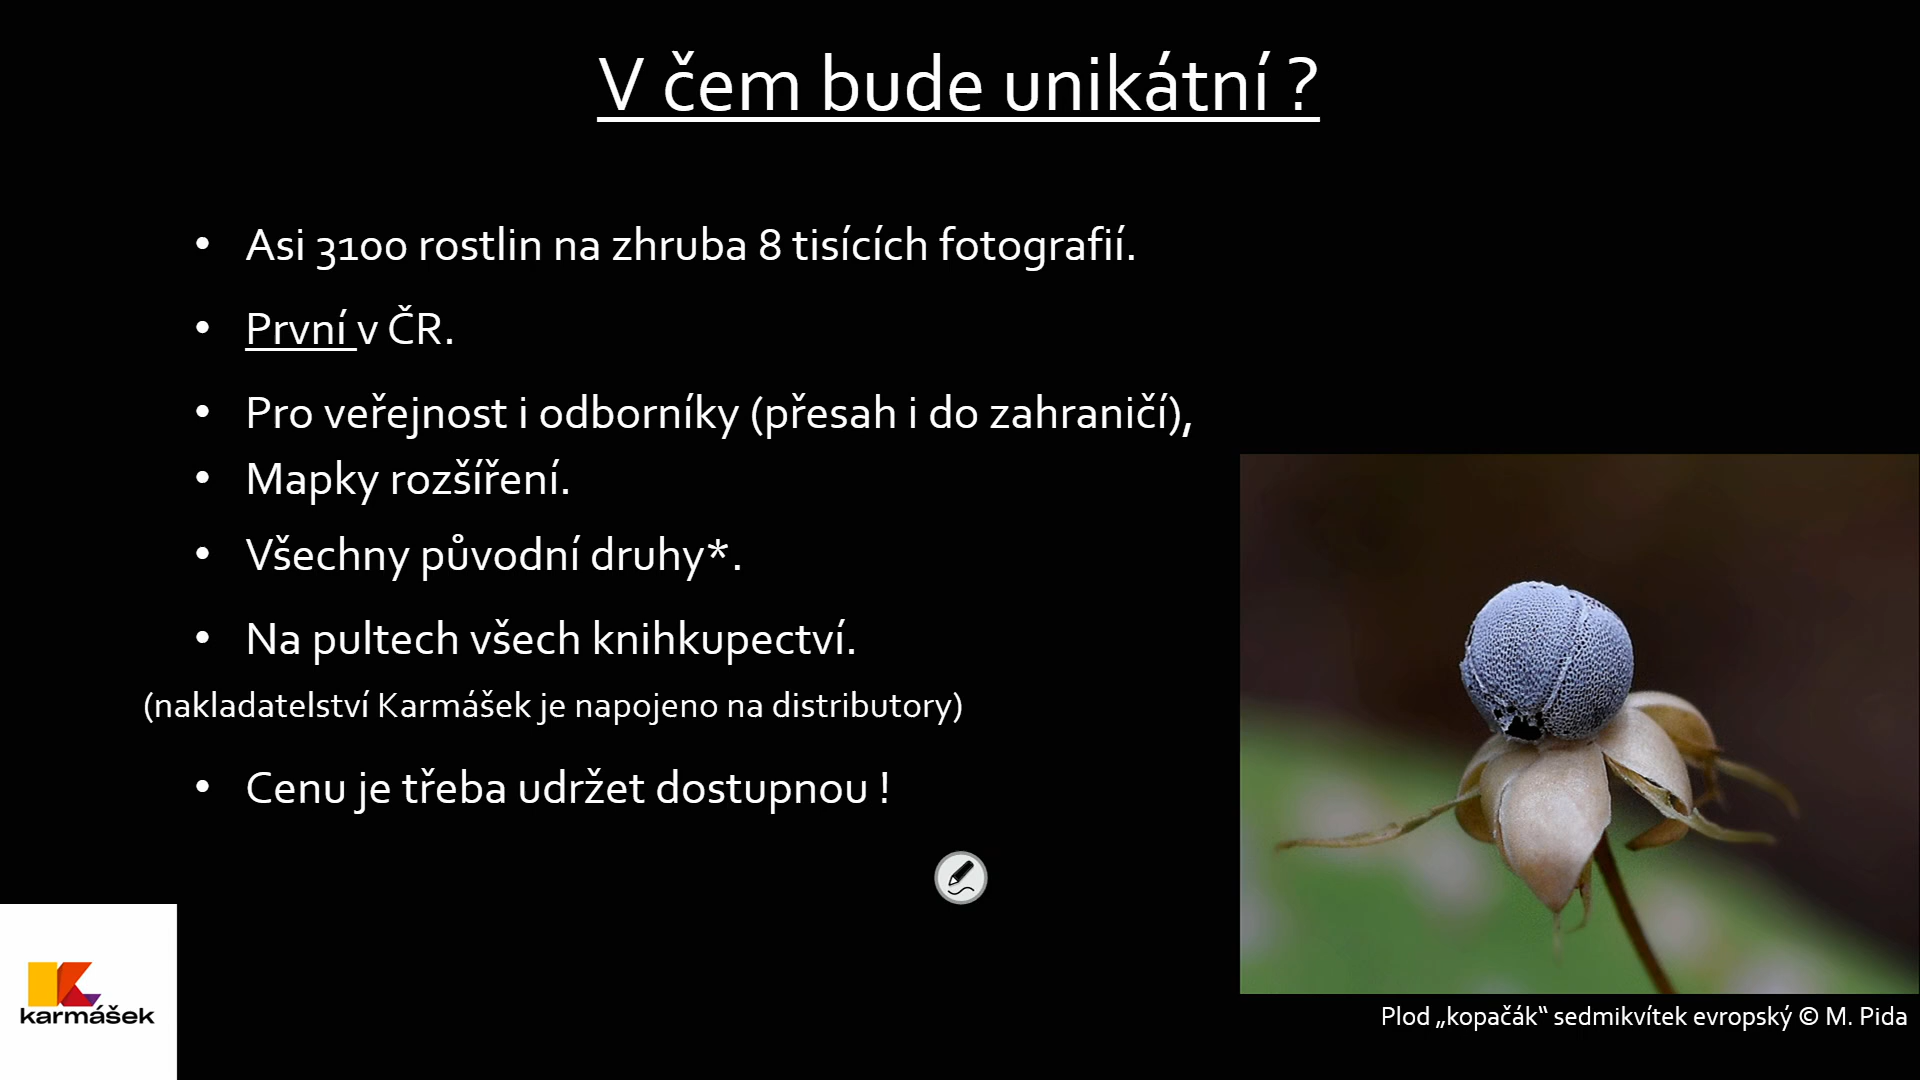 V čem bude unikátní ?
• Asi 3100 rostlin na zhruba 8 tisících fotografií.
• První v ČR.
• Pro veřejnost i odborníky (přesah i do zahraničí),
• Mapky rozšíření.
• Všechny původní druhy*.
• Na pultech všech knihkupectví.
(nakladatelství Karmášek je napojeno na distributory)
• Cenu je třeba udržet dostupnou !
karmášek
Plod „kopačák“ sedmikvítek evropský © M. Pida